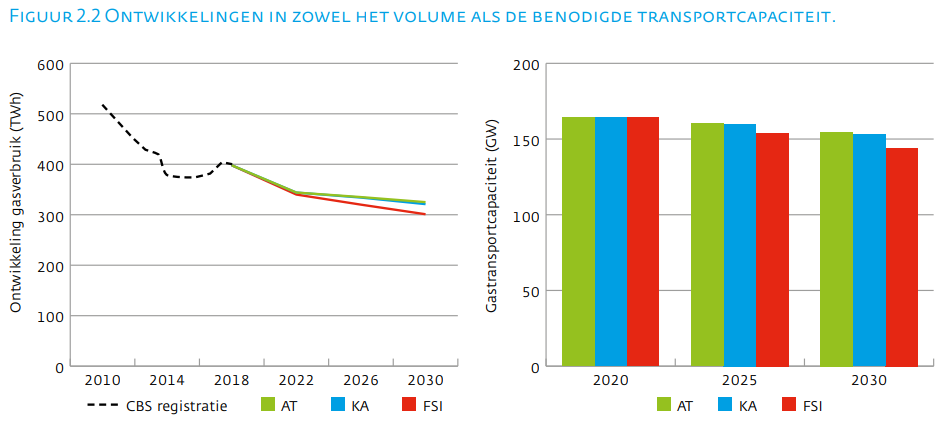 Figuur 2.2 Ontwikkelingen in zowel het volume als de benodigde transportcapaciteit.
Ontwikkeling gasverbruik (TWh)
600
500
400
300
200
100
0
2010 2014 2018 2022 2026 2030
CBS registratie AT KA FSI
Gastransportcapaciteit (GW)
200
150
100
50
0
2020 2025 2030
AT KA FSI